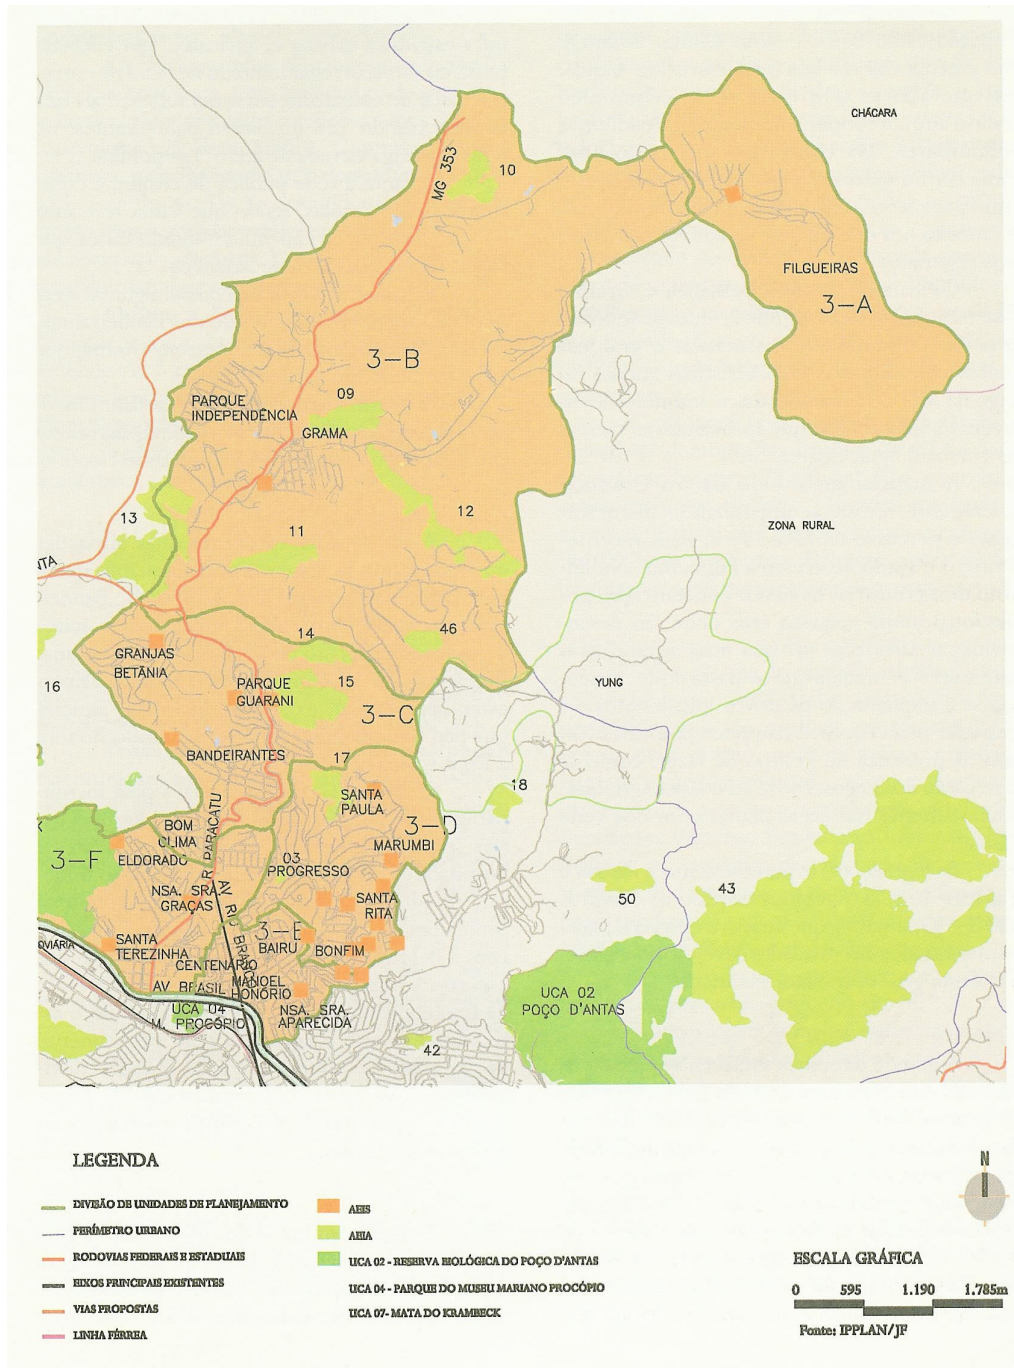 CHÁCARA
MG 353
10
FILGUEIRAS
3-A
3-B
09
PARQUE
INDEPENDÊNCIA
GRAMA
12
13
11
ZONA RURAL
14
46
GRANJAS
BETÂNIA
16
PARQUE
GUARANI
15
YUNG
3-C
BANDEIRANTES
17
18
SANTA
PAULA
R. PARACATU
BOM
CLIMA
3-D
MARUMBI
3-F
ELDORADO
03
PROGRESSO
NSA. SRA.
GRAÇAS
AV. RIO BRANCO
SANTA
RITA
50
43
3-E
BAIRU
BONFIM
SANTA
TEREZINHA
OVIÁRIA
CENTENÁRIO
AV. BRASIL
MANOEL
HONÓRIO
UCA 04
M. PROCÓPIO
NSA. SRA.
APARECIDA
UCA 02
POÇO D'ANTAS
42
LEGENDA
DIVISÃO DE UNIDADES DE PLANEJAMENTO
PERÍMETRO URBANO
RODOVIAS FEDERAIS E ESTADUAIS
EIXOS PRINCIPAIS EXISTENTES
VIAS PROPOSTAS
LINHA FÉRREA
AEIS
AEIA
UCA 02 - RESERVA BIOLÓGICA DO POÇO D'ANTAS
UCA 04 - PARQUE DO MUSEU MARIANO PROCÓPIO
UCA 07- MATA DO KRAMBECK
N
ESCALA GRÁFICA
0 595 1.190 1.785m
Fonte: IPPLAN/JF